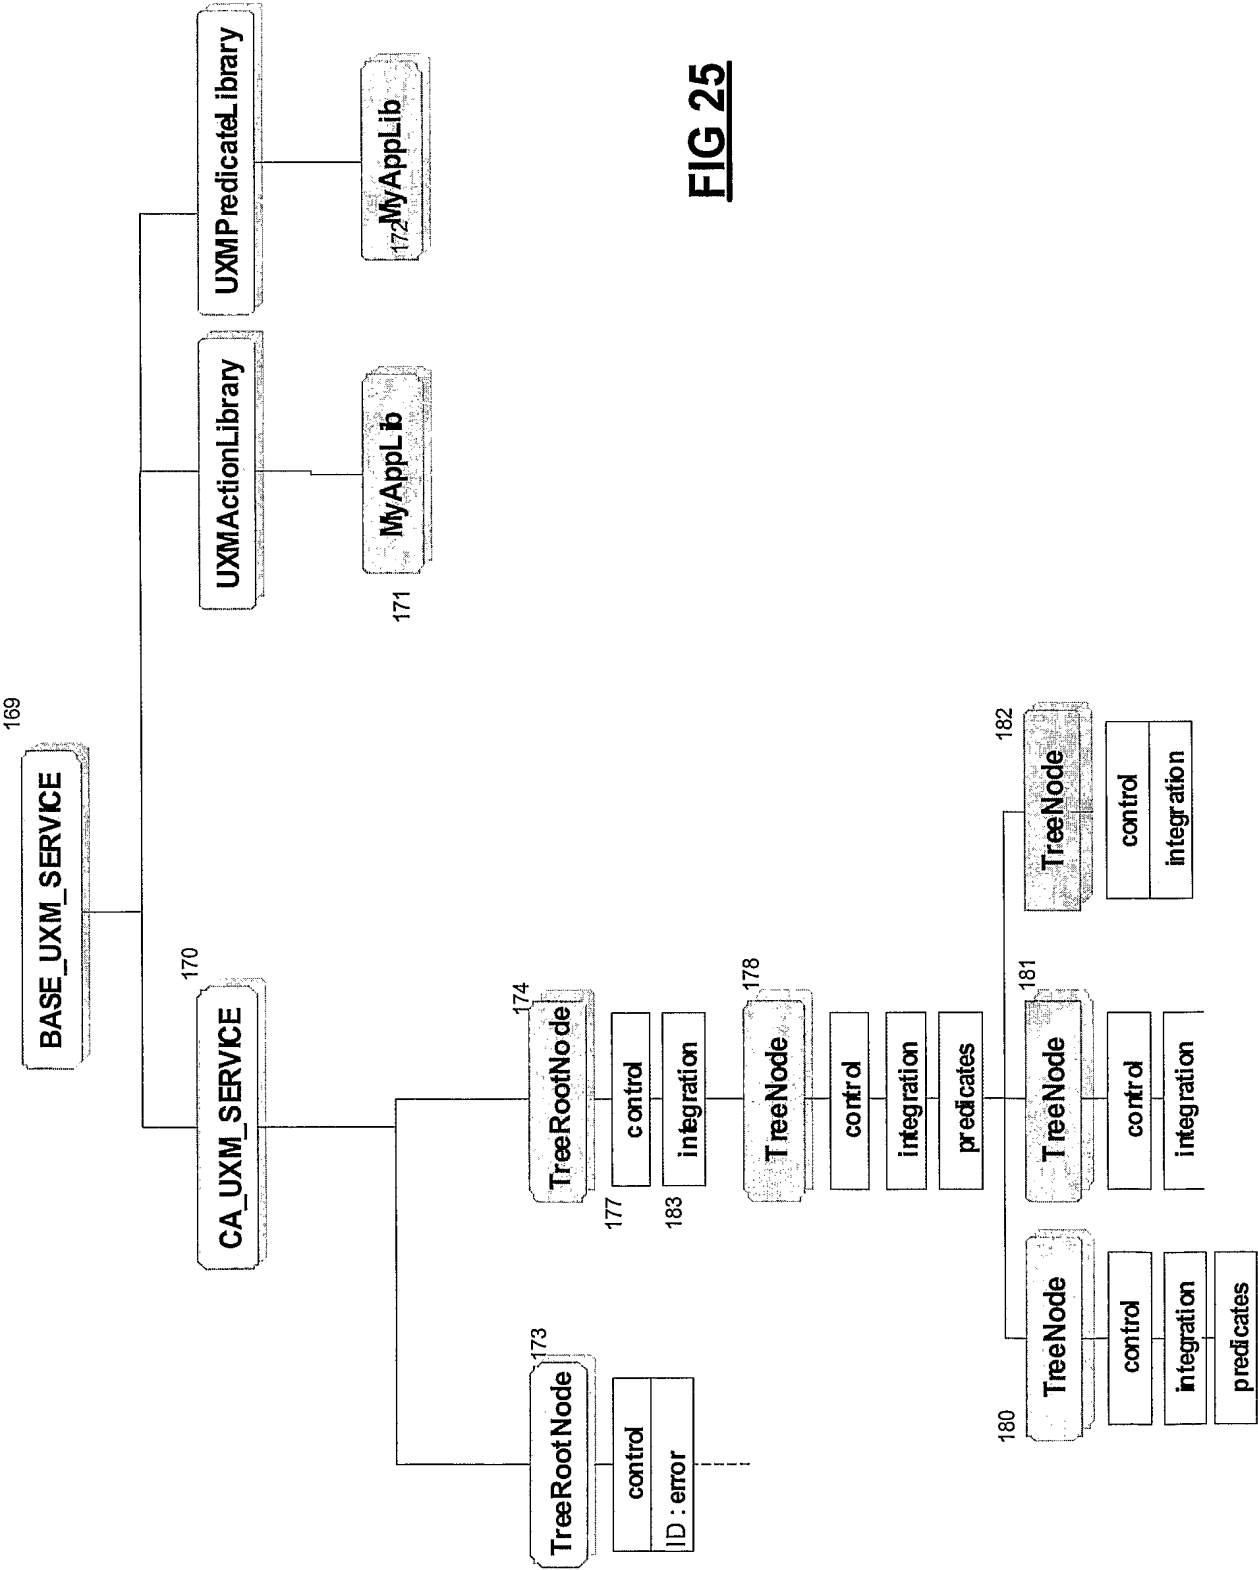 169
BASE_UXM_SERVICE
170
CA_UXM_SERVICE
UXMActionLibrary
UXMPredicateLibrary
171
MyAppLib
172
MyAppLib
173
TreeRootNode
control
ID : error
174
TreeRootNode
177
control
183
integration
178
TreeNode
control
integration
predicates
180
TreeNode
control
integration
predicates
181
TreeNode
control
integration
182
TreeNode
control
integration
FIG 25